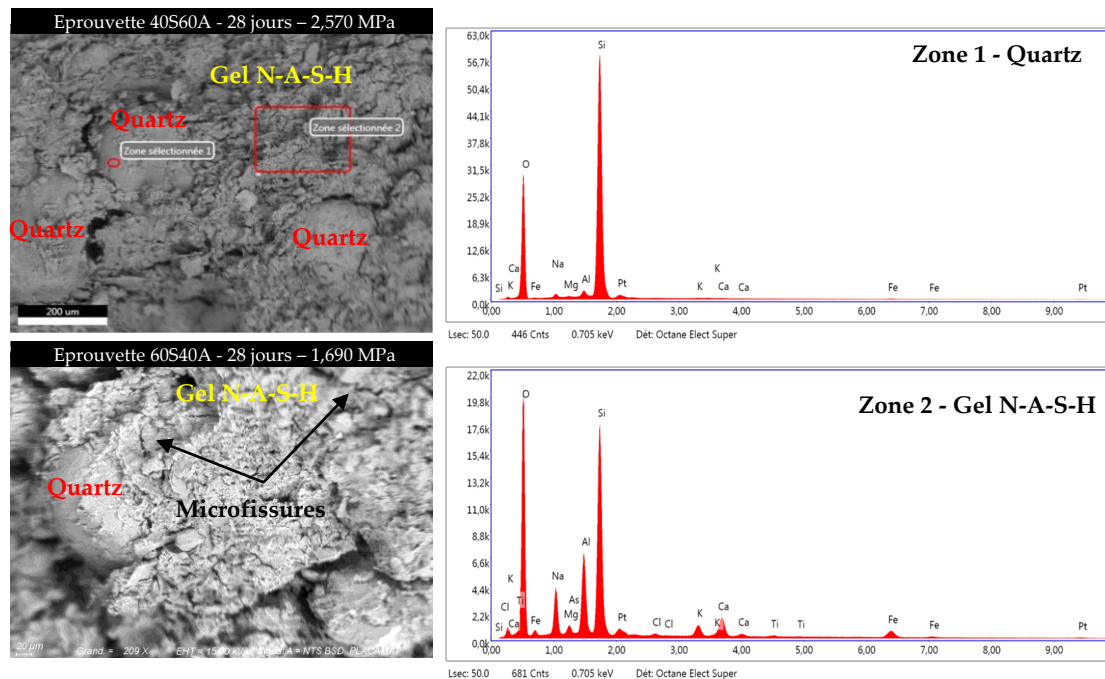 Eprouvette 40S60A - 28 jours – 2,570 MPa
Gel N-A-S-H
Quartz
Zone sélectionnée 2
Zone sélectionnée 1
Quartz
Quartz
200 um
Zone 1 - Quartz
63,0k
56,7k
50,4k
44,1k
37,8k
31,5k
25,2k
18,9k
12,6k
6,3k
0,0k
Si
O
Ca
Na
K
Si K Fe Mg Al Pt K Ca Ca Fe Fe Pt
0,00 1,00 2,00 3,00 4,00 5,00 6,00 7,00 8,00 9,00
Lsec: 50.0 446 Cnts 0.705 keV Dét: Octane Elect Super
Eprouvette 60S40A - 28 jours – 1,690 MPa
Gel N-A-S-H
Quartz
Microfissures
20 µm Grand. = 209 X EHT = 15.00 kV = NTS BSD PLACAMAT
Zone 2 - Gel N-A-S-H
22,0k
19,8k
17,6k
15,4k
13,2k
11,0k
8,8k
6,6k
4,4k
2,2k
0,0k
O
Si
Al
K Na
Cl Ti As Ca
Si Ca Fe Mg Pt Cl Cl K K Ca Ti Ti Fe Fe Pt
0,00 1,00 2,00 3,00 4,00 5,00 6,00 7,00 8,00 9,00
Lsec: 50.0 681 Cnts 0.705 keV Dét: Octane Elect Super